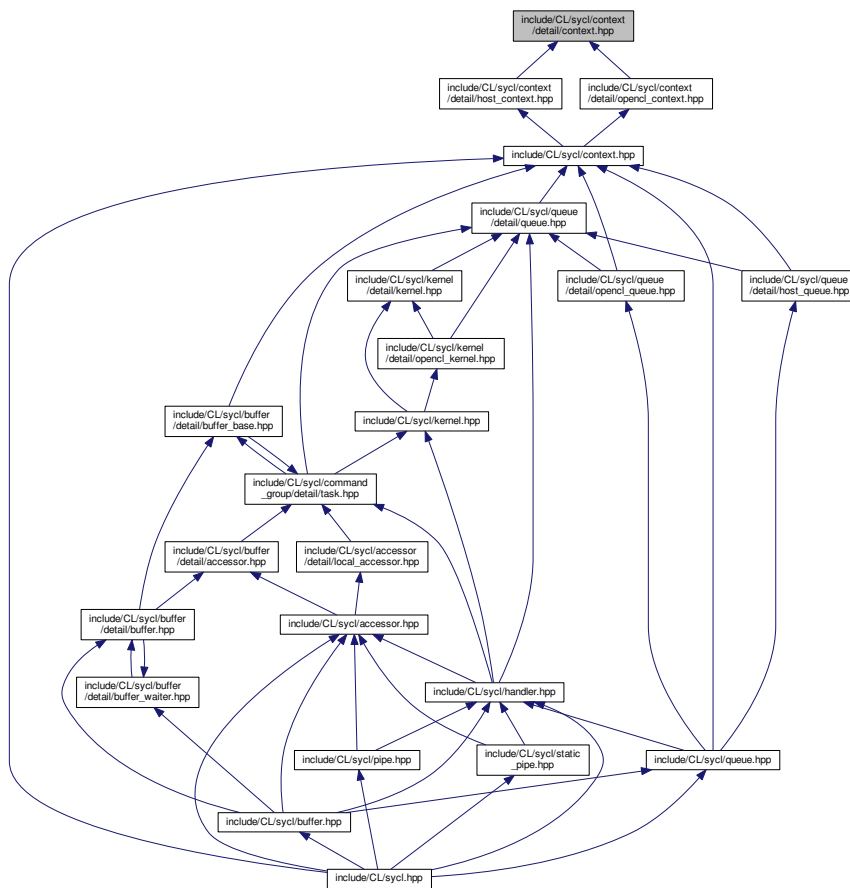 include/CL/sycl/context
/detail/context.hpp
include/CL/sycl/context
/detail/host_context.hpp
include/CL/sycl/context
/detail/opencl_context.hpp
include/CL/sycl/context.hpp
include/CL/sycl/queue
/detail/queue.hpp
include/CL/sycl/kernel
/detail/kernel.hpp
include/CL/sycl/queue
/detail/opencl_queue.hpp
include/CL/sycl/queue
/detail/host_queue.hpp
include/CL/sycl/kernel
/detail/opencl_kernel.hpp
include/CL/sycl/buffer
/detail/buffer_base.hpp
include/CL/sycl/kernel.hpp
include/CL/sycl/command
_group/detail/task.hpp
include/CL/sycl/buffer
/detail/accessor.hpp
include/CL/sycl/accessor
/detail/local_accessor.hpp
include/CL/sycl/buffer
/detail/buffer.hpp
include/CL/sycl/accessor.hpp
include/CL/sycl/buffer
/detail/buffer_waiter.hpp
include/CL/sycl/handler.hpp
include/CL/sycl/pipe.hpp
include/CL/sycl/static
_pipe.hpp
include/CL/sycl/queue.hpp
include/CL/sycl/buffer.hpp
include/CL/sycl.hpp